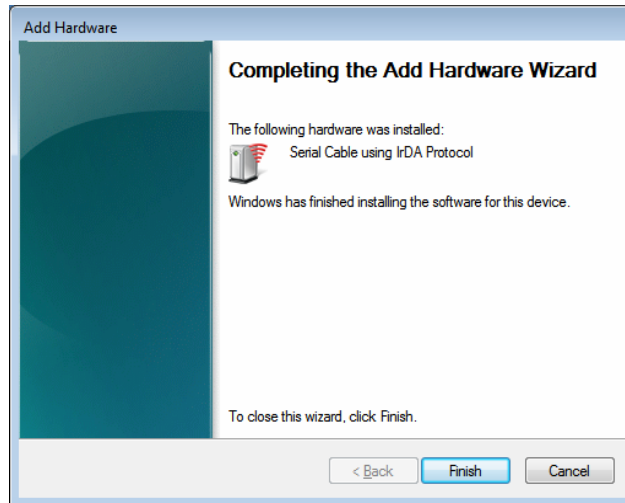 Add Hardware
Completing the Add Hardware Wizard
The following hardware was installed:
Serial Cable using IrDA Protocol
Windows has finished installing the software for this device.
To close this wizard, click Finish.
< Back Finish Cancel